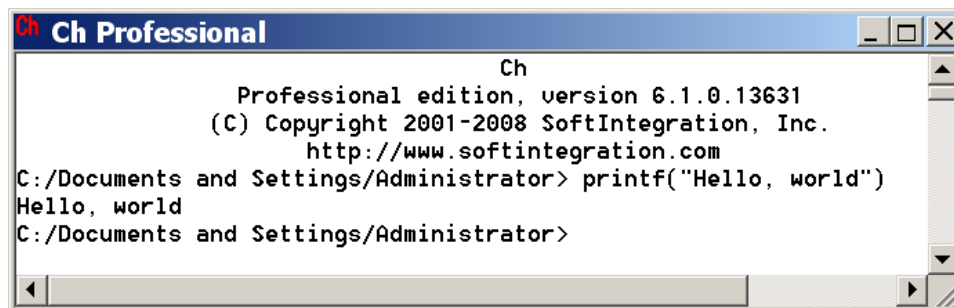 Ch Ch Professional
Ch
Professional edition, version 6.1.0.13631
(C) Copyright 2001-2008 SoftIntegration, Inc.
http://www.softintegration.com
C:/Documents and Settings/Administrator> printf("Hello, world")
Hello, world
C:/Documents and Settings/Administrator>